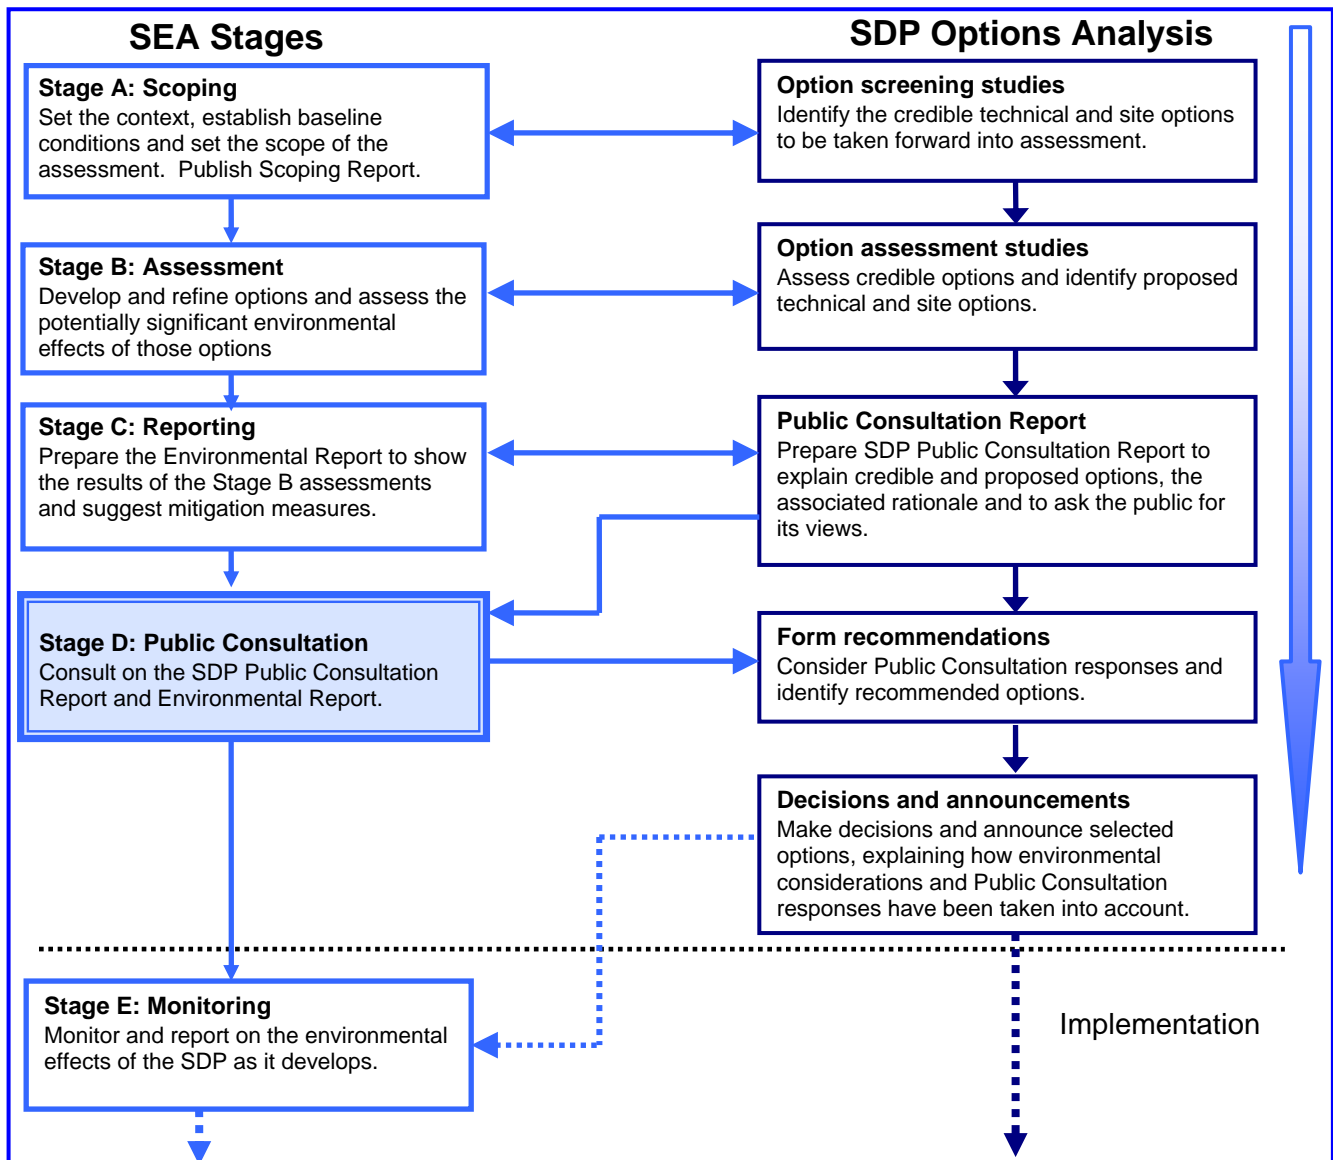 SEA Stages
SDP Options Analysis
Stage A: Scoping
Set the context, establish baseline
conditions and set the scope of the
assessment.  Publish Scoping Report.
Option screening studies
Identify the credible technical and site options
to be taken forward into assessment.
Stage B: Assessment
Develop and refine options and assess the
potentially significant environmental
effects of those options
Option assessment studies
Assess credible options and identify proposed
technical and site options.
Stage C: Reporting
Prepare the Environmental Report to show
the results of the Stage B assessments
and suggest mitigation measures.
Public Consultation Report
Prepare SDP Public Consultation Report to
explain credible and proposed options, the
associated rationale and to ask the public for
its views.
Stage D: Public Consultation
Consult on the SDP Public Consultation
Report and Environmental Report.
Form recommendations
Consider Public Consultation responses and
identify recommended options.
Decisions and announcements
Make decisions and announce selected
options, explaining how environmental
considerations and Public Consultation
responses have been taken into account.
Stage E: Monitoring
Monitor and report on the environmental
effects of the SDP as it develops.
Implementation